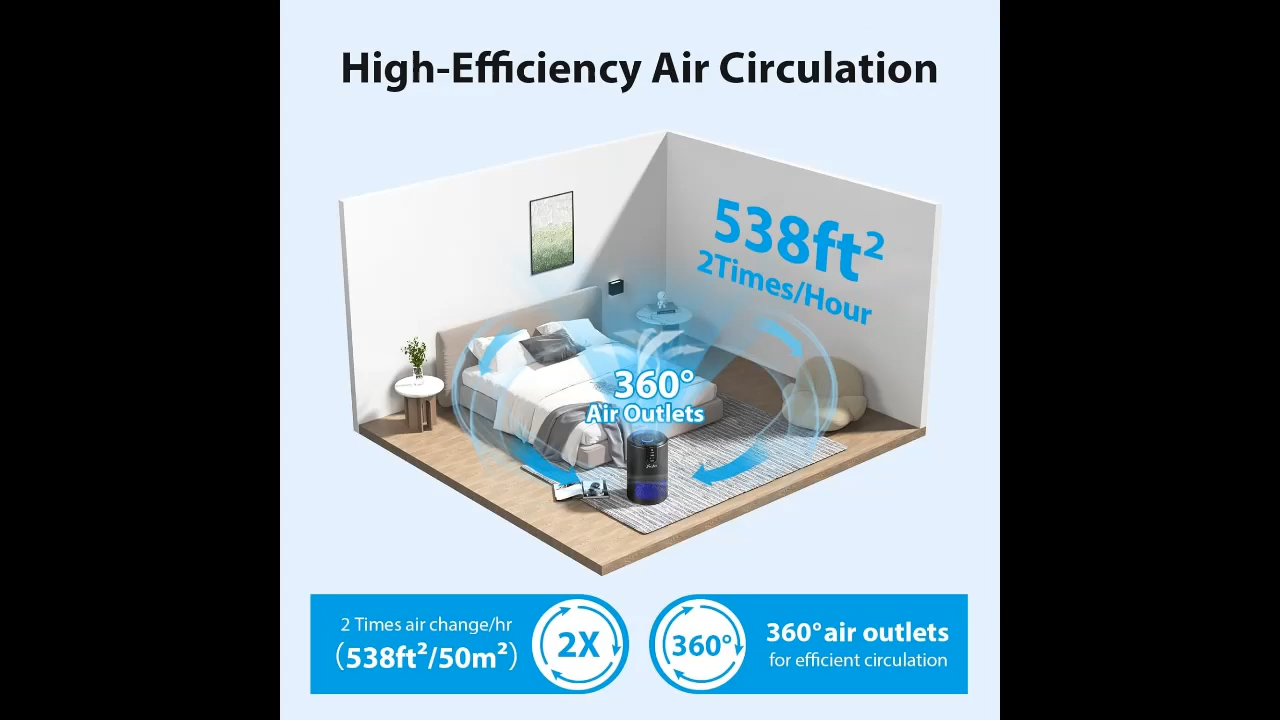 High-Efficiency Air Circulation
538ft²
2Times/Hour
360°
Air Outlets
2 Times air change/hr
(538ft²/50m²)
2X
360°
360° air outlets
for efficient circulation